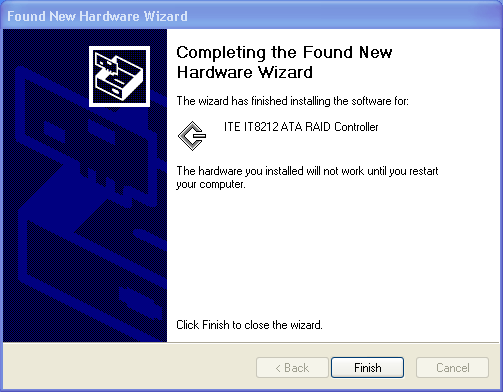 Found New Hardware Wizard
Completing the Found New
Hardware Wizard
The wizard has finished installing the software for:
ITE IT8212 ATA RAID Controller
The hardware you installed will not work until you restart
your computer.
Click Finish to close the wizard.
< Back
Finish
Cancel